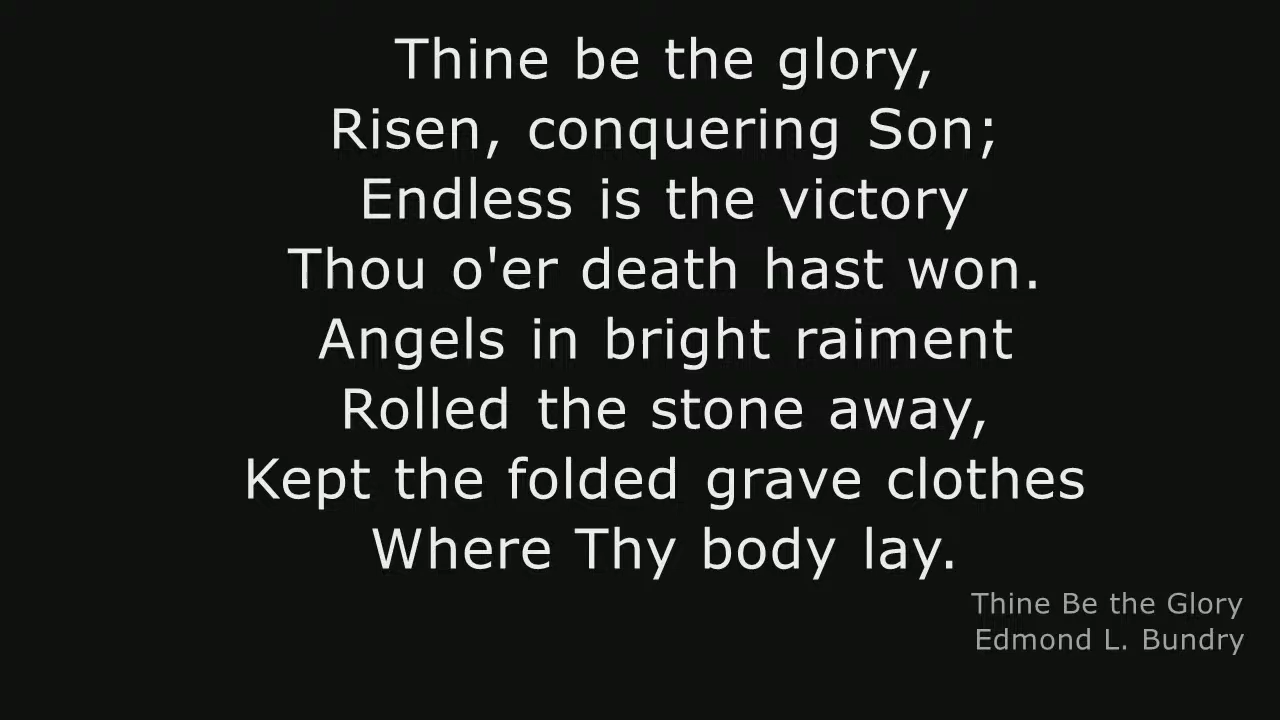 Thine be the glory,
Risen, conquering Son;
Endless is the victory
Thou o'er death hast won.
Angels in bright raiment
Rolled the stone away,
Kept the folded grave clothes
Where Thy body lay.
Thine Be the Glory
Edmond L. Bundry